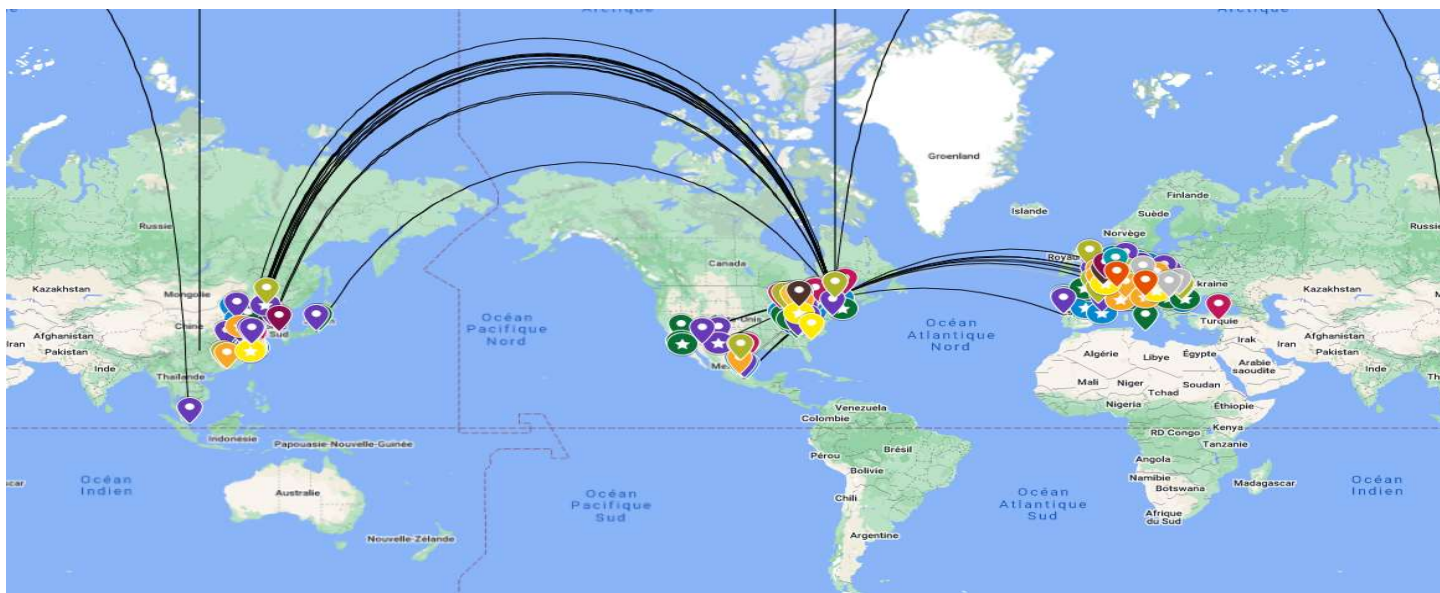 Arctique
Arctique
Groenland
Islande
Finlande
Suède
Norvège
Russie
Russie
Canada
Royau
kraine
Kazakhstan
Mongolie
Kazakhstan
Chine
Sud
Océan
Pacifique
Nord
Océan
Atlantique
Nord
Turquie
Afghanistan
Iran
Pakistan
Inde
Thaïlande
Algérie
Libye
Égypte
Irak
Iran
Arabie
saoudite
Afghanistan
Pakistan
Inde
Mali
Niger
Tchad
Soudan
Nigeria
Éthiopie
Venezuela
Colombie
Indonésie
Papouasie-Nouvelle-Guinée
RD Congo
Kenya
Tanzanie
Pérou
Brésil
Bolivie
Angola
Namibie
Botswana
Madagascar
Océan
Indien
Australie
Océan
Pacifique
Sud
Chili
Océan
Atlantique
Sud
Afrique
du Sud
Océan
Indien
Argentine
Nouvelle-Zélande